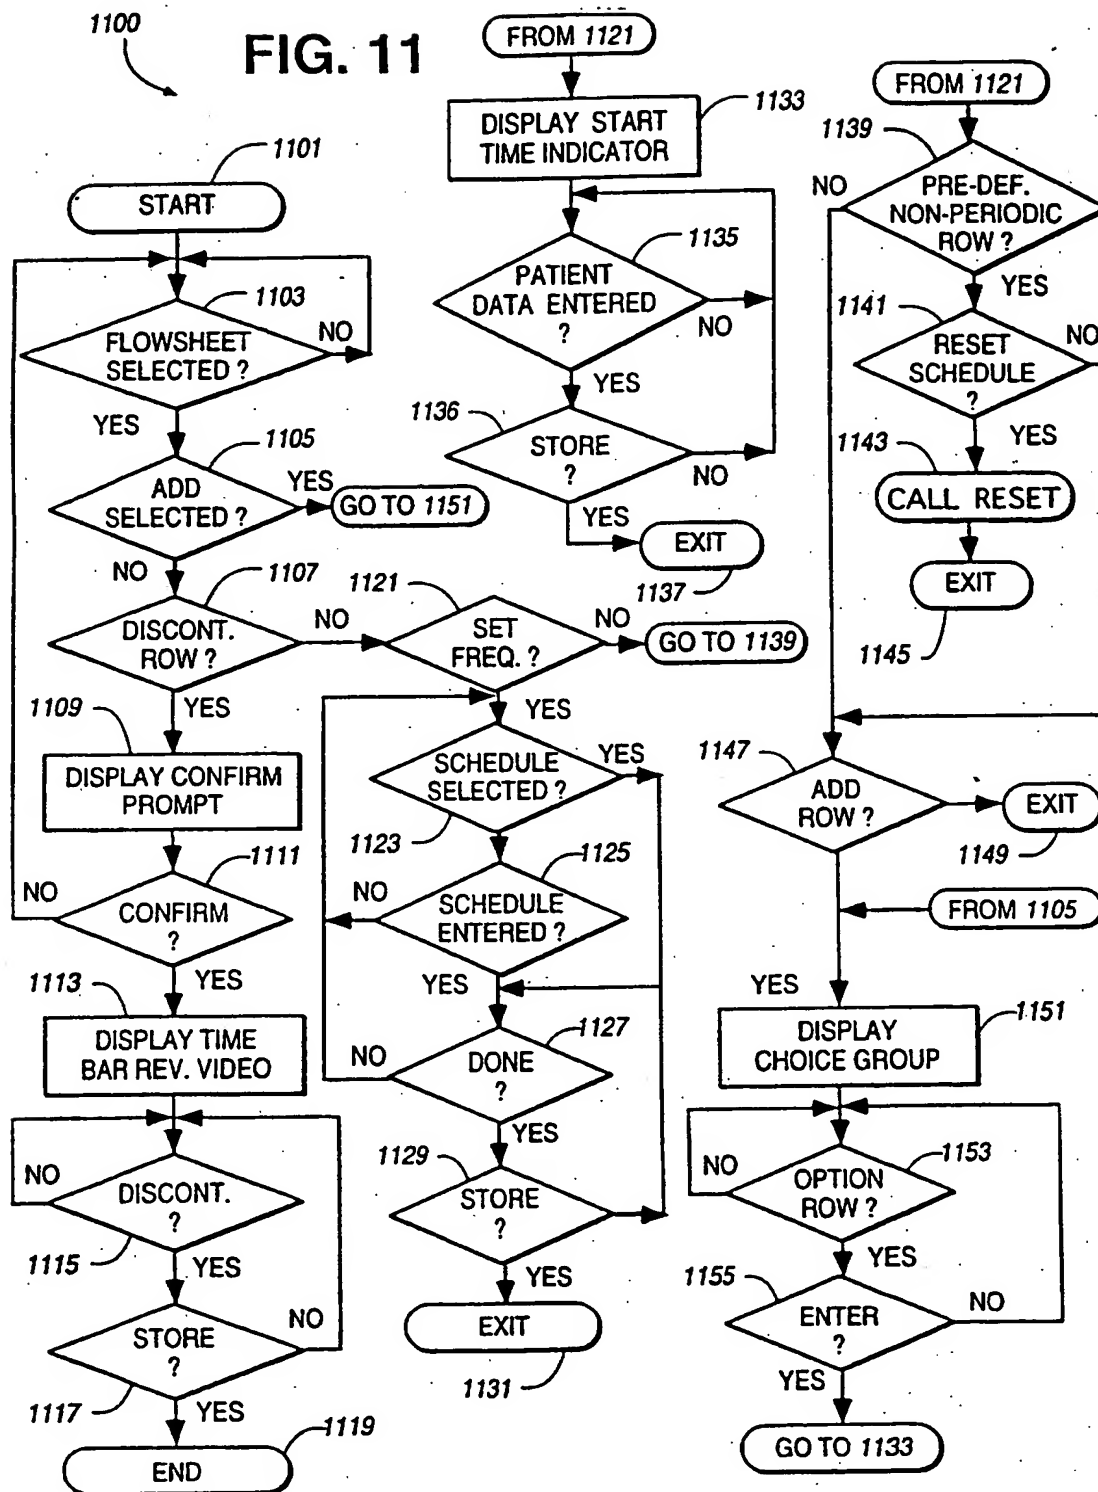 1100
FIG. 11
1101
START
1103
FLOWSHEET
SELECTED ?
NO
YES
1105
ADD
SELECTED ?
YES
GO TO 1151
NO
1107
DISCONT.
ROW ?
NO
YES
1109
DISPLAY CONFIRM
PROMPT
1111
NO
CONFIRM
?
YES
1113
DISPLAY TIME
BAR REV. VIDEO
NO
DISCONT.
?
1115
YES
STORE
?
NO
1117
YES
1119
END
1121
SET
FREQ. ?
NO
GO TO 1139
YES
SCHEDULE
SELECTED ?
YES
1123
1125
NO
SCHEDULE
ENTERED ?
YES
1127
NO
DONE
?
YES
1129
STORE
?
YES
EXIT
1131
FROM 1121
1133
DISPLAY START
TIME INDICATOR
1135
PATIENT
DATA ENTERED
?
NO
YES
1136
STORE
?
NO
YES
EXIT
1137
FROM 1121
1139
NO
PRE-DEF.
NON-PERIODIC
ROW ?
YES
1141
NO
RESET
SCHEDULE
?
YES
1143
CALL RESET
EXIT
1145
1147
ADD
ROW ?
EXIT
1149
FROM 1105
YES
1151
DISPLAY
CHOICE GROUP
1153
NO
OPTION
ROW ?
YES
1155
ENTER
?
NO
YES
GO TO 1133